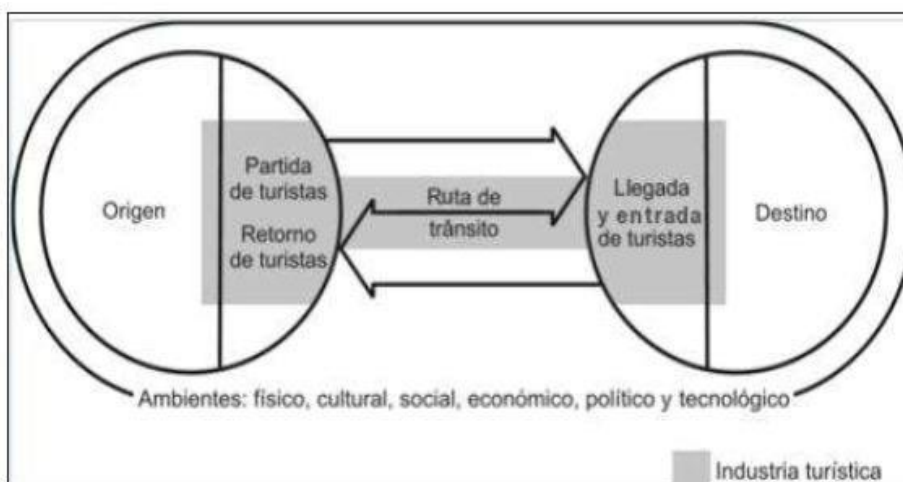 Origen
Partida
de turistas
Retorno
de turistas
Ruta de
trânsito
Llegada
y entrada
de turistas
Destino
Ambientes: físico, cultural, social, económico, político y tecnológico
Industria turística